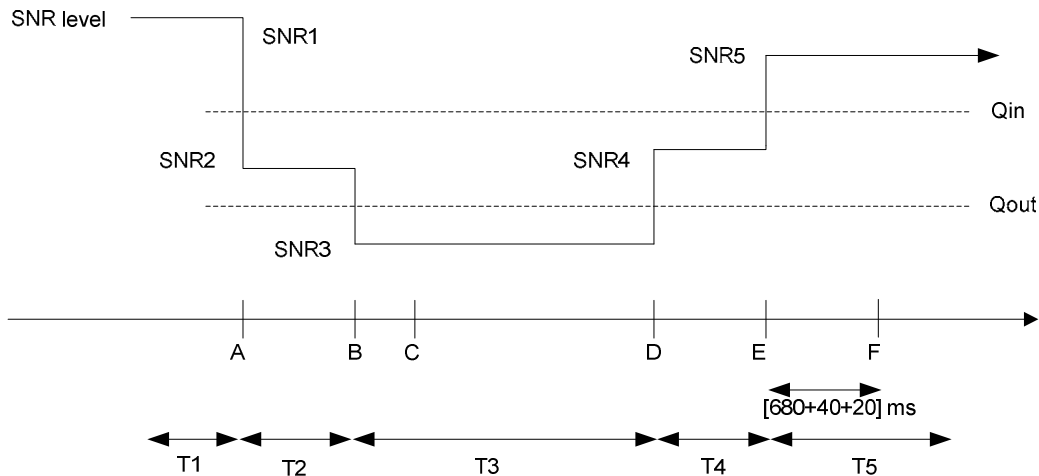 SNR level
SNR1
SNR5
Qin
SNR2
SNR4
Qout
SNR3
A B C D E F
[680+40+20] ms
T1 T2 T3 T4 T5